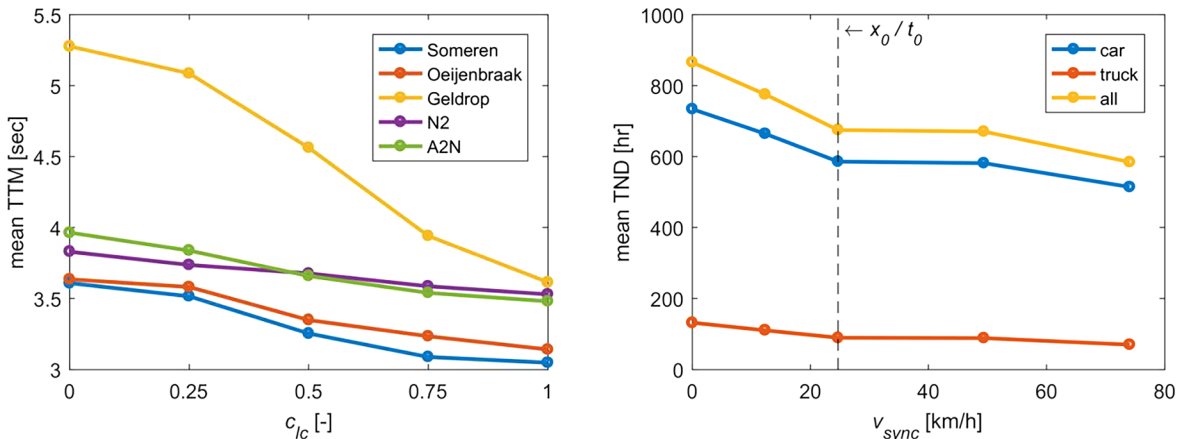 5.5
5
4.5
4
3.5
3
mean TTM [sec]
Someren
Oeijenbraak
Geldrop
N2
A2N
0
0.25
0.5
0.75
1
c_lc [-]
1000
800
600
400
200
0
mean TND [hr]
← x_0 / t_0
car
truck
all
0
20
40
60
80
v_sync [km/h]